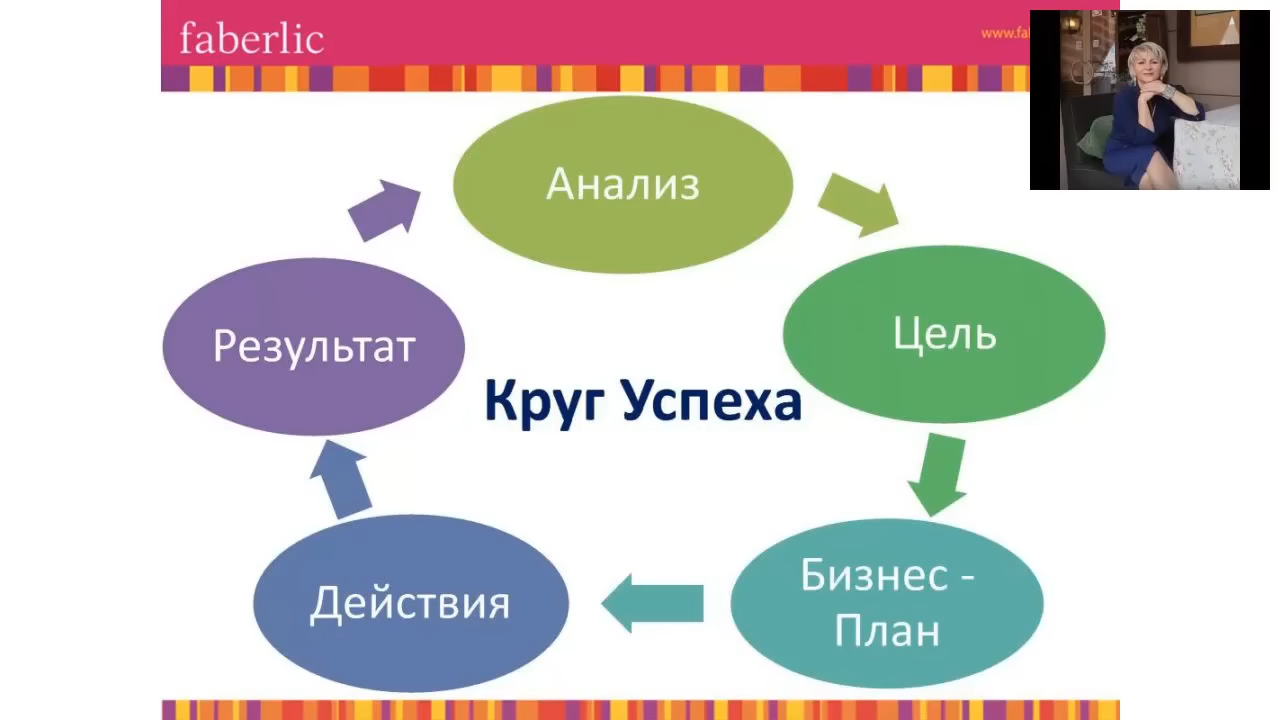 faberlic
Анализ
Результат
Цель
Круг Успеха
Действия
Бизнес -
План